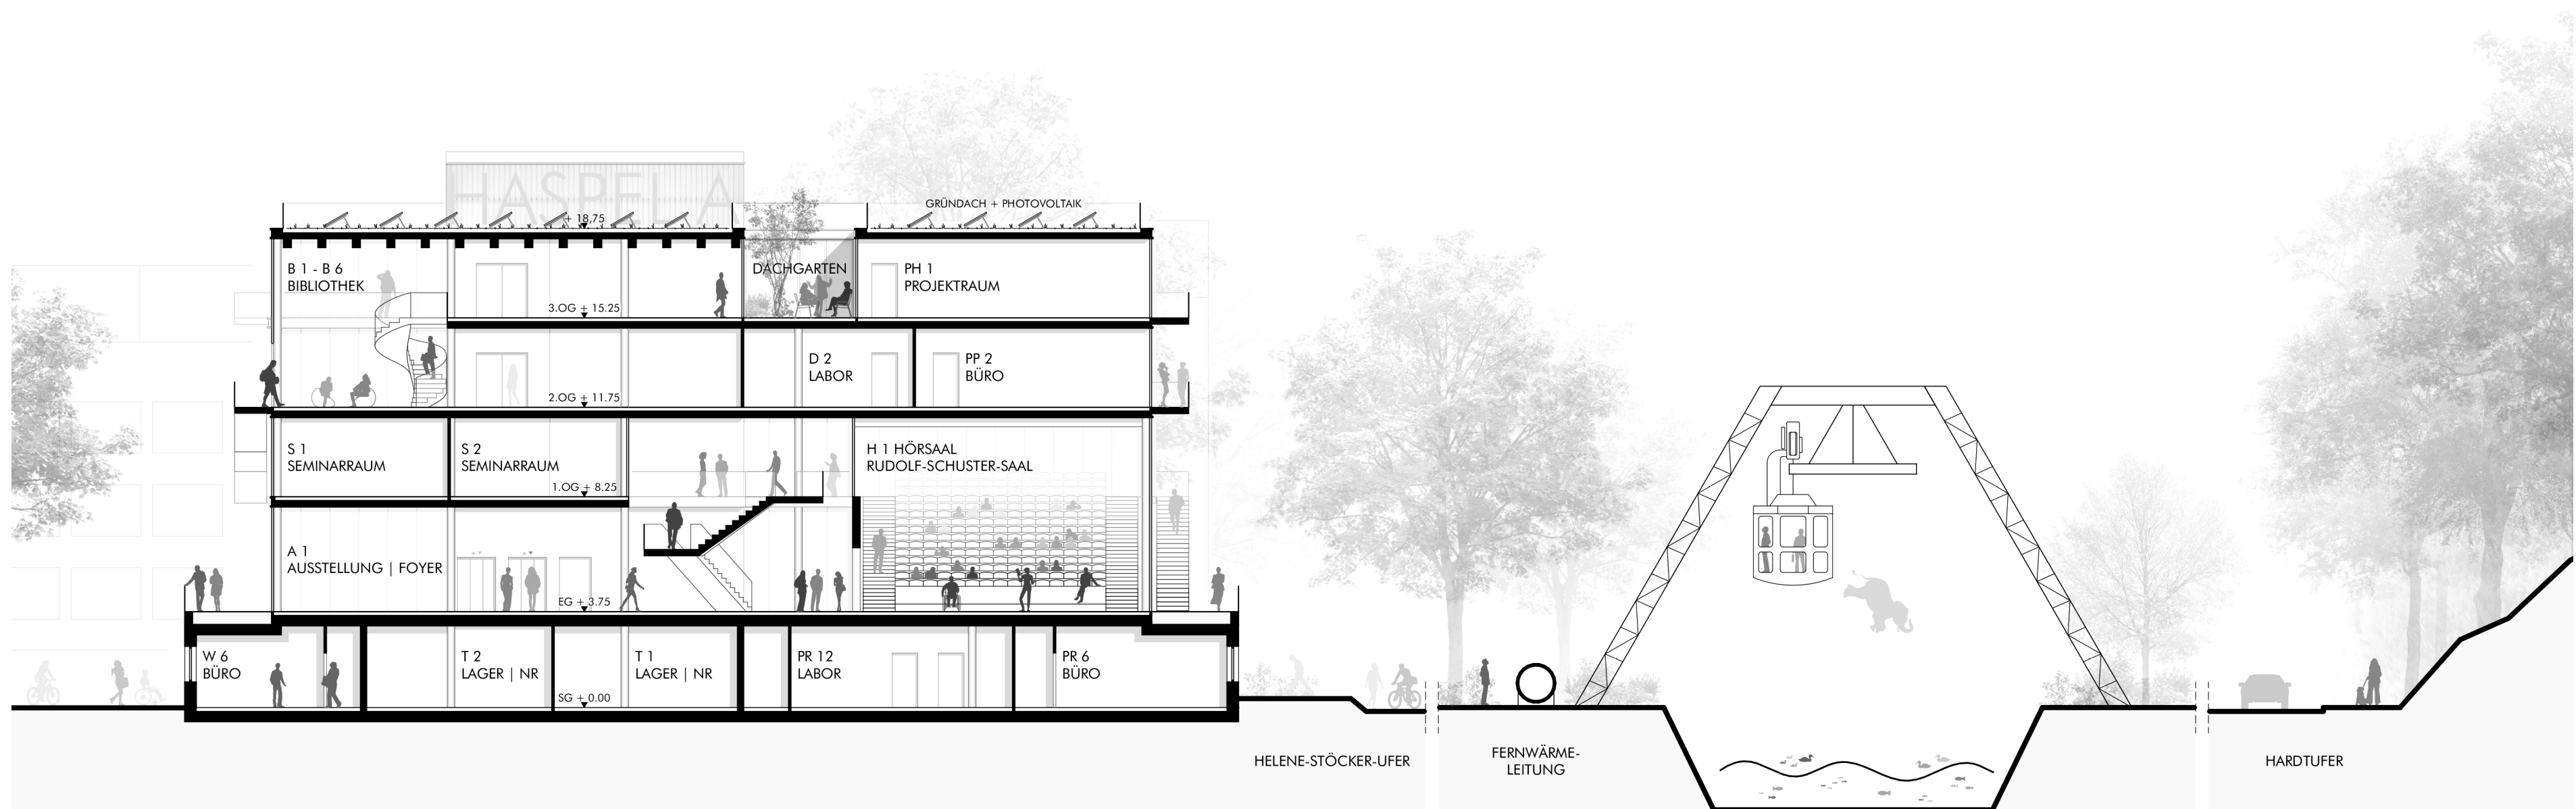 HASPELA
GRÜNDACH + PHOTOVOLTAIK
+ 18,75
B 1 - B 6
BIBLIOTHEK
DACHGARTEN
PH 1
PROJEKTRAUM
3.OG + 15.25
D 2
LABOR
PP 2
BÜRO
2.OG + 11.75
S 1
SEMINARRAUM
S 2
SEMINARRAUM
H 1 HÖRSAAL
RUDOLF-SCHUSTER-SAAL
1.OG + 8.25
A 1
AUSSTELLUNG | FOYER
EG + 3.75
W 6
BÜRO
T 2
LAGER | NR
T 1
LAGER | NR
PR 12
LABOR
PR 6
BÜRO
SG + 0.00
HELENE-STÖCKER-UFER
FERNWÄRME-
LEITUNG
HARDTUFER